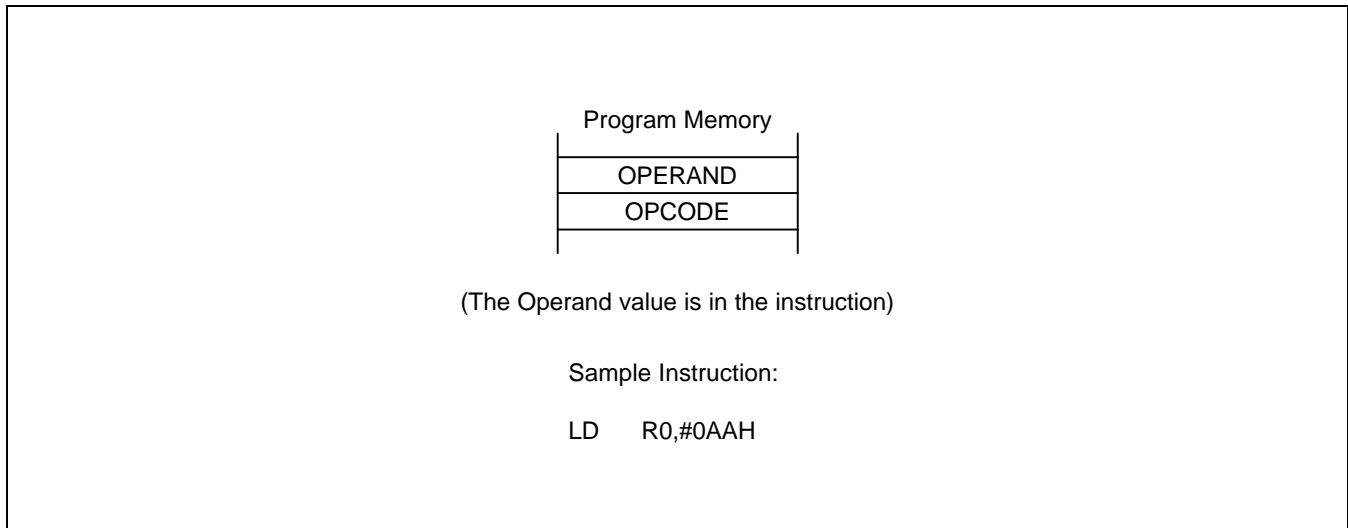 Program Memory
OPERAND
OPCODE
(The Operand value is in the instruction)
Sample Instruction:
LD R0,#0AAH